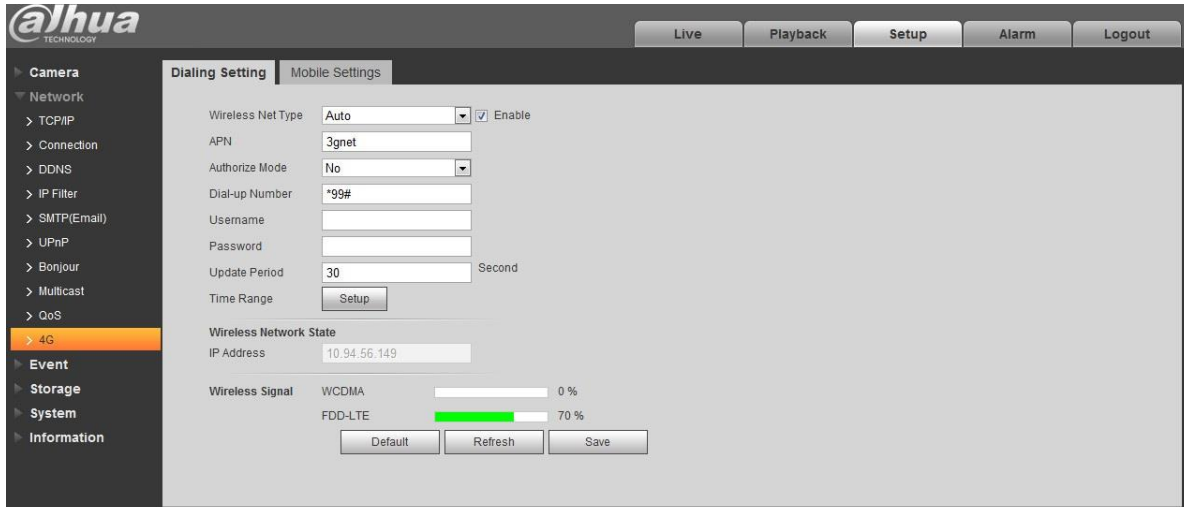 alhua
TECHNOLOGY
Live Playback Setup Alarm Logout
Camera
Network
TCP/IP
Connection
DDNS
IP Filter
SMTP(Email)
UPnP
Bonjour
Multicast
QoS
4G
Event
Storage
System
Information
Dialing Setting Mobile Settings
Wireless Net Type Auto Enable
APN 3gnet
Authorize Mode No
Dial-up Number *99#
Username
Password
Update Period 30 Second
Time Range Setup
Wireless Network State
IP Address 10.94.56.149
Wireless Signal WCDMA 0 %
FDD-LTE 70 %
Default Refresh Save